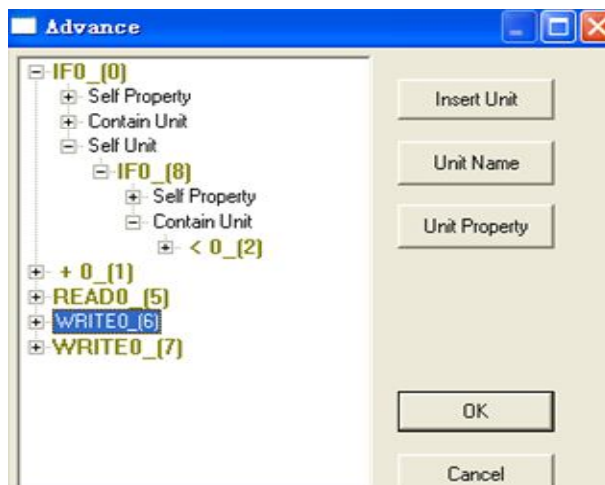 Advance
IF0_(0)
Self Property
Contain Unit
Self Unit
IF0_(8)
Self Property
Contain Unit
< 0_(2)
+ 0_(1)
READ0_(5)
WRITE0_(6)
WRITE0_(7)
Insert Unit
Unit Name
Unit Property
OK
Cancel